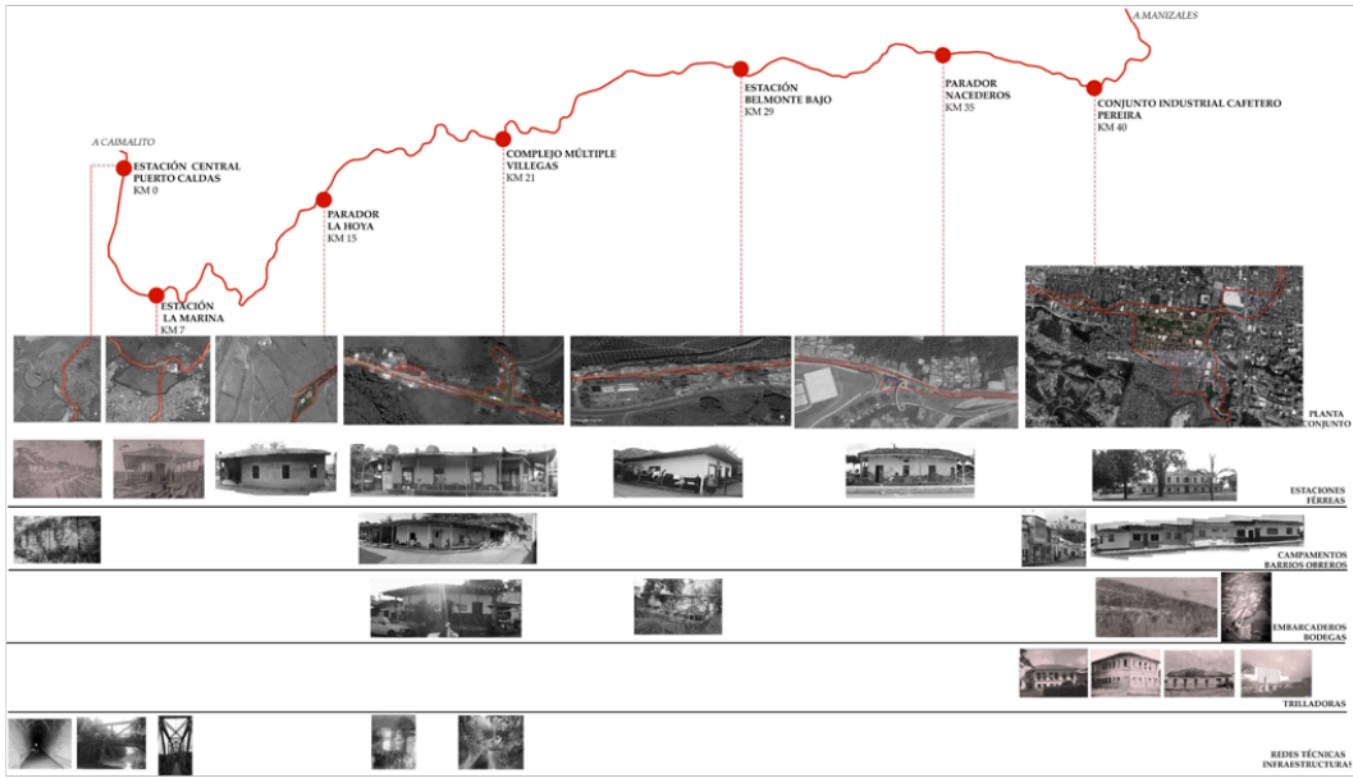 A MANIZALES
ESTACIÓN
BELMONTE BAJO
KM 29
PARADOR
NACEDEROS
KM 35
CONJUNTO INDUSTRIAL CAFETERO
PEREIRA
KM 40
A CAIMALITO
ESTACIÓN CENTRAL
PUERTO CALDAS
KM 0
COMPLEJO MÚLTIPLE
VILLEGAS
KM 21
PARADOR
LA HOYA
KM 15
ESTACIÓN
LA MARINA
KM 7
PLANTA
CONJUNTO
ESTACIONES
FÉRREAS
CAMPAMENTOS
BARRIOS OBREROS
EMBARCADEROS
BODEGAS
TRILLADORAS
REDES TÉCNICAS
INFRAESTRUCTURAS